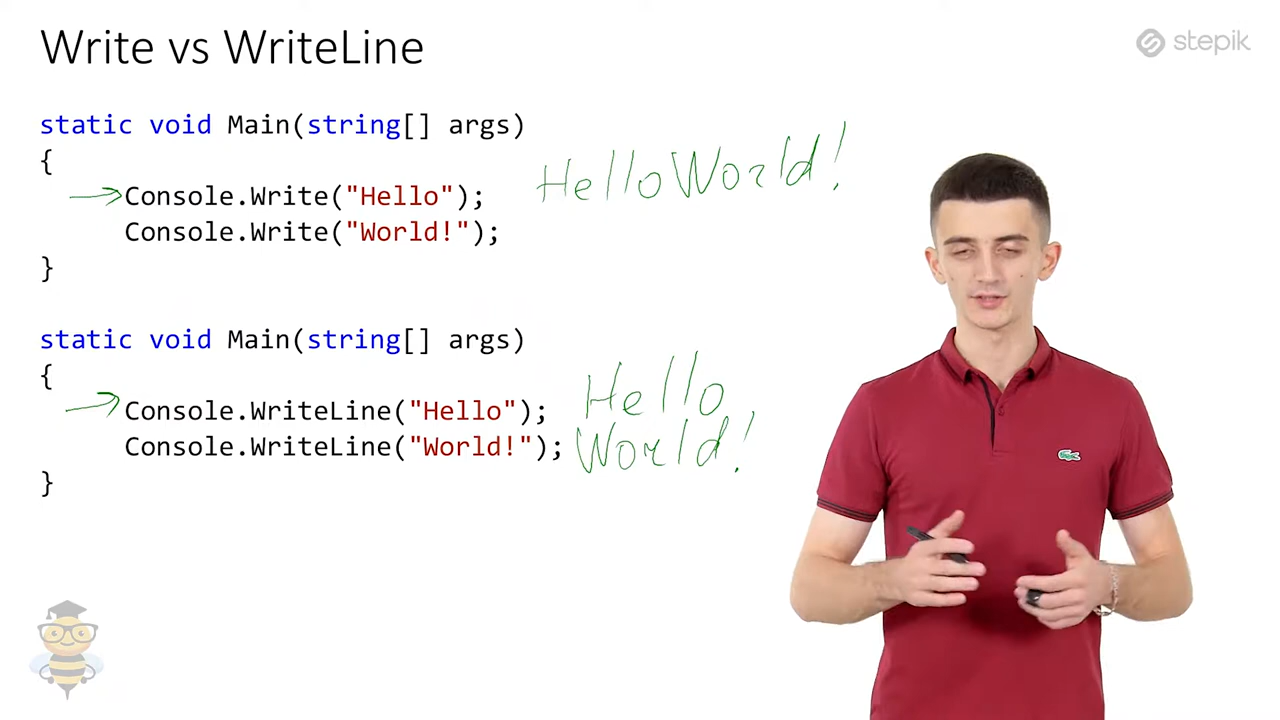 Write vs WriteLine
stepik
static void Main(string[] args)
{
Console.Write("Hello");
Console.Write("World!");
}
HelloWorld!
static void Main(string[] args)
{
Console.WriteLine("Hello");
Console.WriteLine("World!");
}
Hello
World!